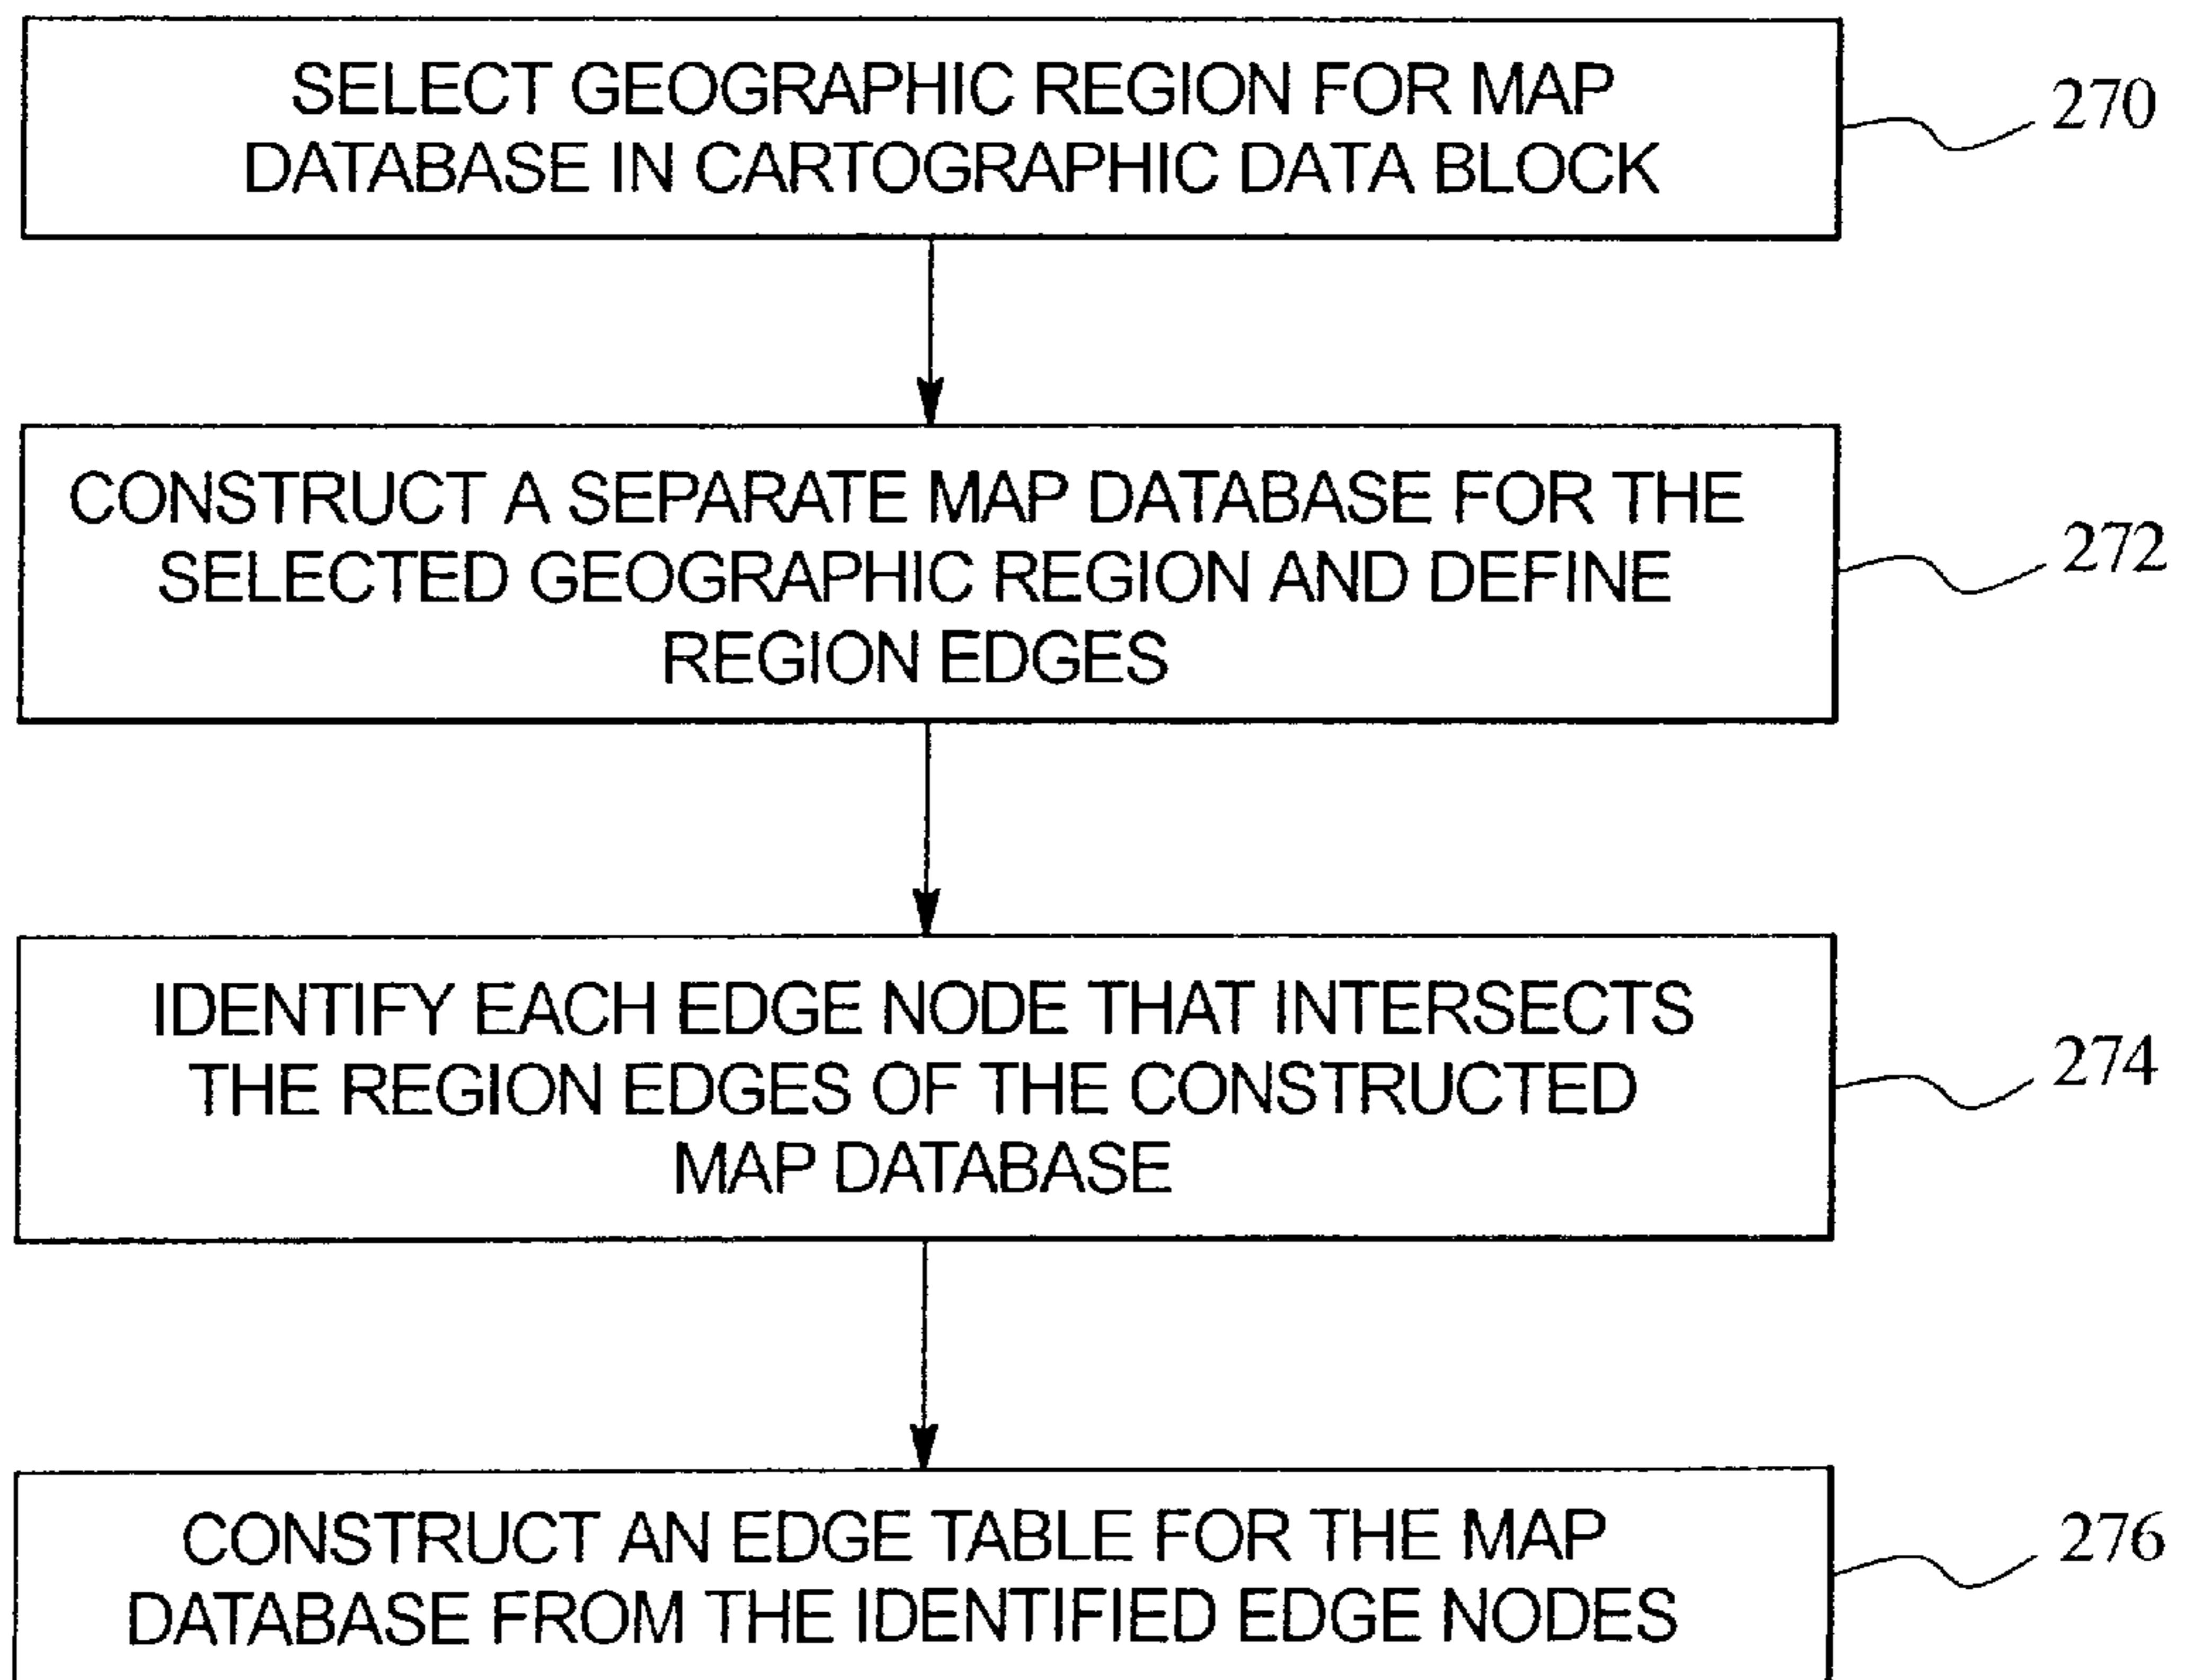 SELECT GEOGRAPHIC REGION FOR MAP
DATABASE IN CARTOGRAPHIC DATA BLOCK
270
CONSTRUCT A SEPARATE MAP DATABASE FOR THE
SELECTED GEOGRAPHIC REGION AND DEFINE
REGION EDGES
272
IDENTIFY EACH EDGE NODE THAT INTERSECTS
THE REGION EDGES OF THE CONSTRUCTED
MAP DATABASE
274
CONSTRUCT AN EDGE TABLE FOR THE MAP
DATABASE FROM THE IDENTIFIED EDGE NODES
276